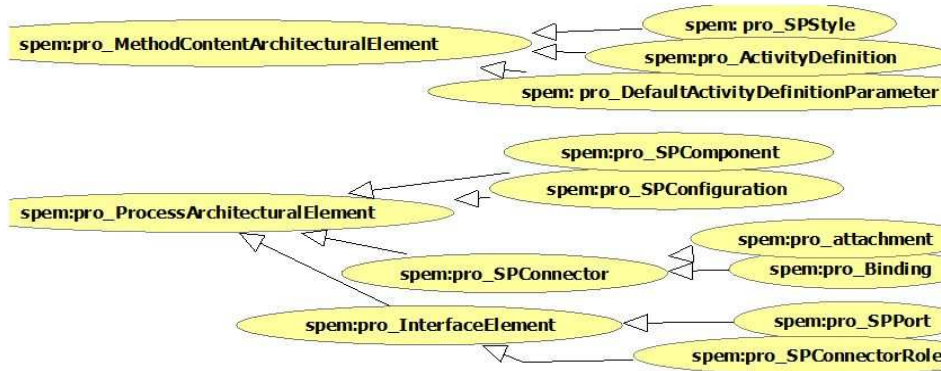 spem: pro_SPStyle
spem:pro_MethodContentArchitecturalElement
spem:pro_ActivityDefinition
spem: pro_DefaultActivityDefinitionParameter
spem:pro_SPComponent
spem:pro_SPConfiguration
spem:pro_ProcessArchitecturalElement
spem:pro_attachment
spem:pro_SPConnector
spem:pro_Binding
spem:pro_InterfaceElement
spem:pro_SPPort
spem:pro_SPConnectorRole